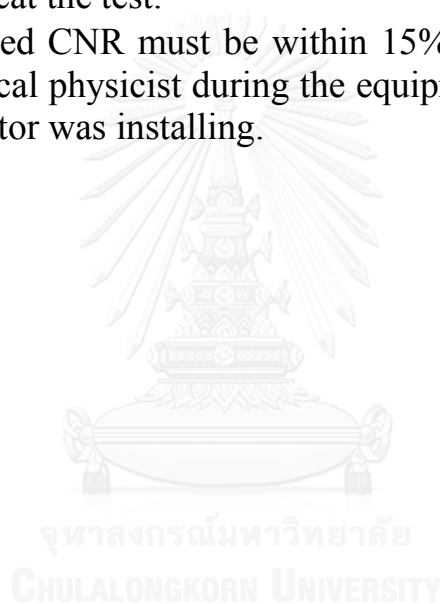 eat the test.
ed CNR must be within 15%
cal physicist during the equip
tor was installing.
จุฬาลงกรณ์มหาวิทยาลัย
CHULALONGKORN UNIVERSITY